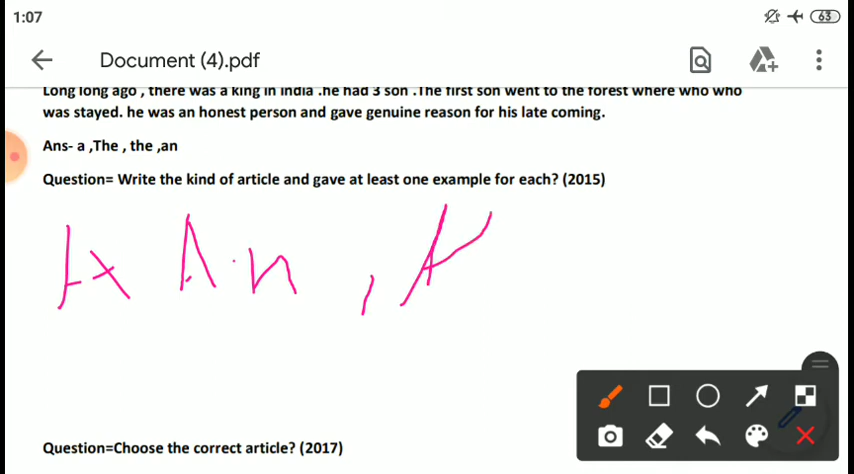 1:07
63
Document (4).pdf
Long long ago , there was a king in india .he had 3 son .The first son went to the forest where who who
was stayed. he was an honest person and gave genuine reason for his late coming.
Ans- a ,The , the ,an
Question= Write the kind of article and gave at least one example for each? (2015)
An , A
Question=Choose the correct article? (2017)